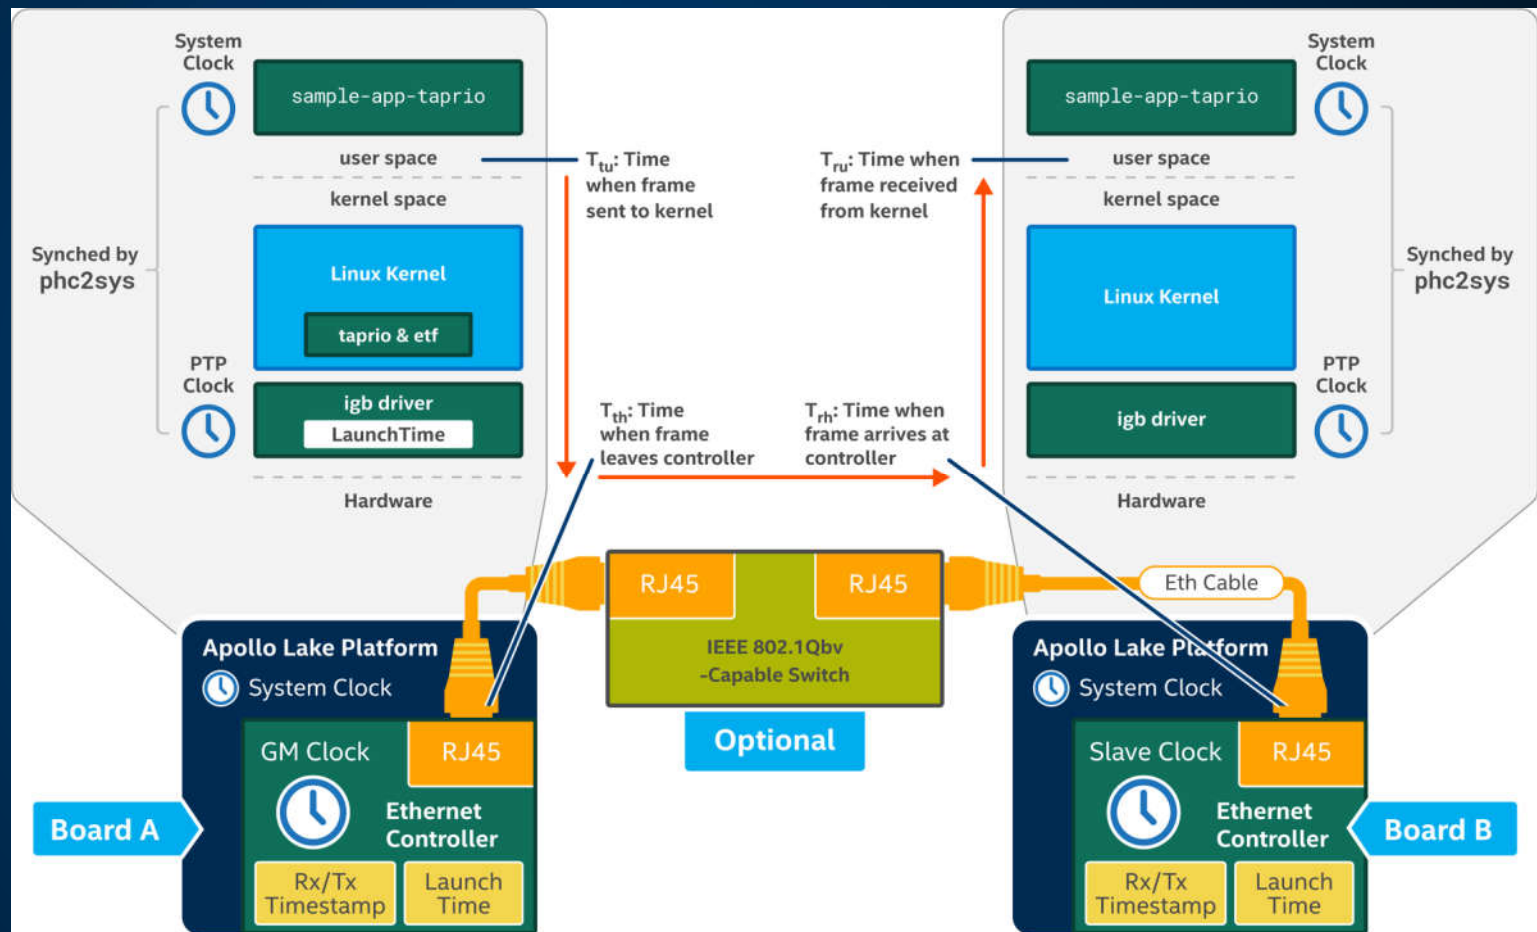 System
Clock
sample-app-taprio
user space
kernel space
Synched by
phc2sys
Linux Kernel
taprio & etf
PTP
Clock
igb driver
LaunchTime
Hardware
Ttu: Time
when frame
sent to kernel
Tru: Time when
frame received
from kernel
Tth: Time
when frame
leaves controller
Trh: Time when
frame arrives at
controller
System
Clock
sample-app-taprio
user space
kernel space
Synched by
phc2sys
Linux Kernel
PTP
Clock
igb driver
Hardware
RJ45
RJ45
IEEE 802.1Qbv
-Capable Switch
Optional
Eth Cable
Apollo Lake Platform
System Clock
GM Clock
RJ45
Ethernet
Controller
Rx/Tx
Timestamp
Launch
Time
Board A
Apollo Lake Platform
System Clock
Slave Clock
RJ45
Ethernet
Controller
Rx/Tx
Timestamp
Launch
Time
Board B